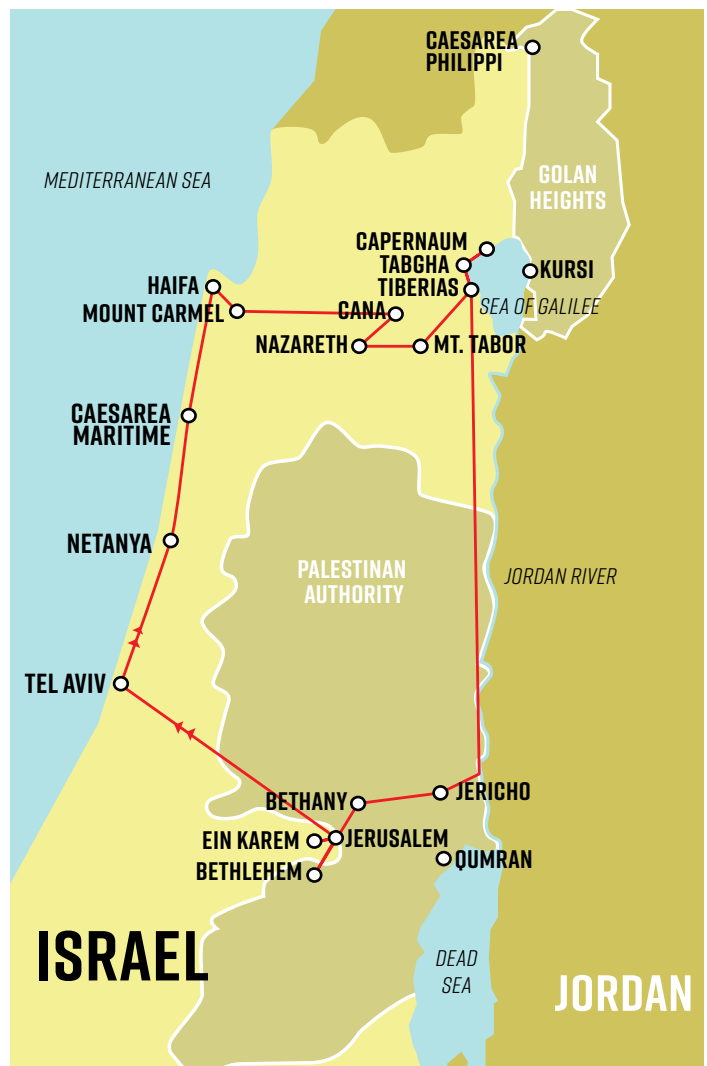 CAESAREA
PHILIPPI
MEDITERRANEAN SEA
GOLAN
HEIGHTS
CAPERNAUM
TABGHA
KURSI
HAIFA
TIBERIAS
SEA OF GALILEE
MOUNT CARMEL
CANA
NAZARETH
MT. TABOR
CAESAREA
MARITIME
NETANYA
PALESTINAN
AUTHORITY
JORDAN RIVER
TEL AVIV
BETHANY
JERICHO
EIN KAREM
JERUSALEM
QUMRAN
BETHLEHEM
ISRAEL
DEAD
SEA
JORDAN